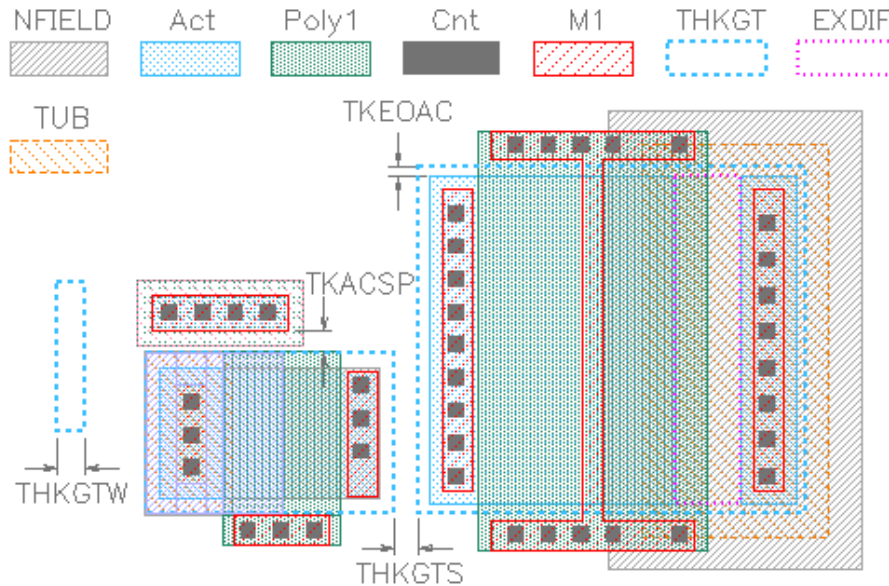 NFIELD Act Poly1 Cnt M1 THKGT EXDIF
TUB
TKEOAC
TKACSP
THKGTW
THKGTS